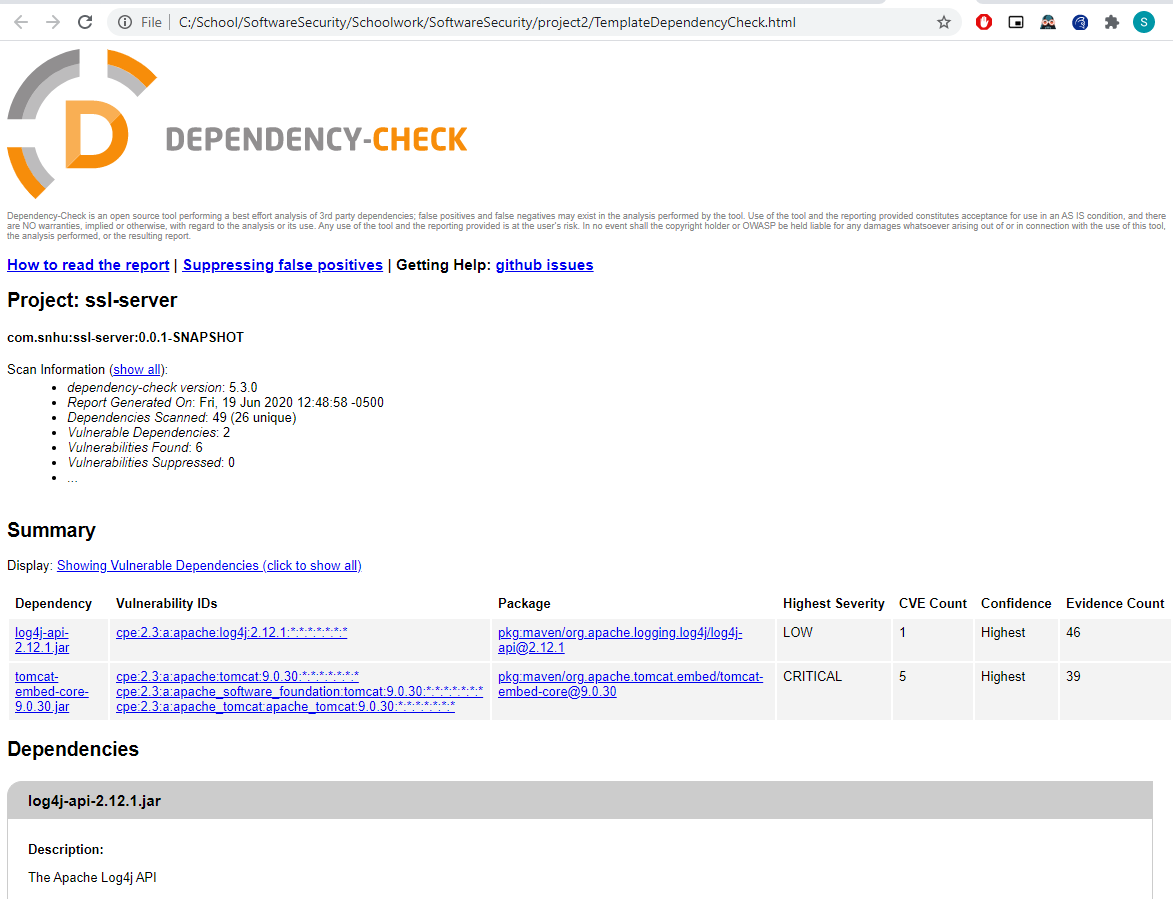 File | C:/School/SoftwareSecurity/Schoolwork/SoftwareSecurity/project2/TemplateDependencyCheck.html
S
D
DEPENDENCY-CHECK
Dependency-Check is an open source tool performing a best effort analysis of 3rd party dependencies; false positives and false negatives may exist in the analysis performed by the tool. Use of the tool and the reporting provided constitutes acceptance for use in an AS IS condition, and there
are NO warranties, implied or otherwise, with regard to the analysis or its use. Any use of the tool and the reporting provided is at the user's risk. In no event shall the copyright holder or OWASP be held liable for any damages whatsoever arising out of or in connection with the use of this tool,
the analysis performed, or the resulting report.
How to read the report | Suppressing false positives | Getting Help: github issues
Project: ssl-server
com.snhu:ssl-server:0.0.1-SNAPSHOT
Scan Information (show all):
• dependency-check version: 5.3.0
• Report Generated On: Fri, 19 Jun 2020 12:48:58 -0500
• Dependencies Scanned: 49 (26 unique)
• Vulnerable Dependencies: 2
• Vulnerabilities Found: 6
• Vulnerabilities Suppressed: 0
• ...
Summary
Display: Showing Vulnerable Dependencies (click to show all)
Dependency Vulnerability IDs Package Highest Severity CVE Count Confidence Evidence Count
log4j-api- cpe:2.3:a:apache:log4j:2.12.1:*:*:*:*:*:*:* pkg:maven/org.apache.logging.log4j/log4j- LOW 1 Highest 46
2.12.1.jar api@2.12.1
tomcat- cpe:2.3:a:apache:tomcat:9.0.30:*:*:*:*:*:*:* pkg:maven/org.apache.tomcat.embed/tomcat- CRITICAL 5 Highest 39
embed-core- cpe:2.3:a:apache_software_foundation:tomcat:9.0.30:*:*:*:*:*:*:* embed-core@9.0.30
9.0.30.jar cpe:2.3:a:apache_tomcat:apache_tomcat:9.0.30:*:*:*:*:*:*:*
Dependencies
log4j-api-2.12.1.jar
Description:
The Apache Log4j API